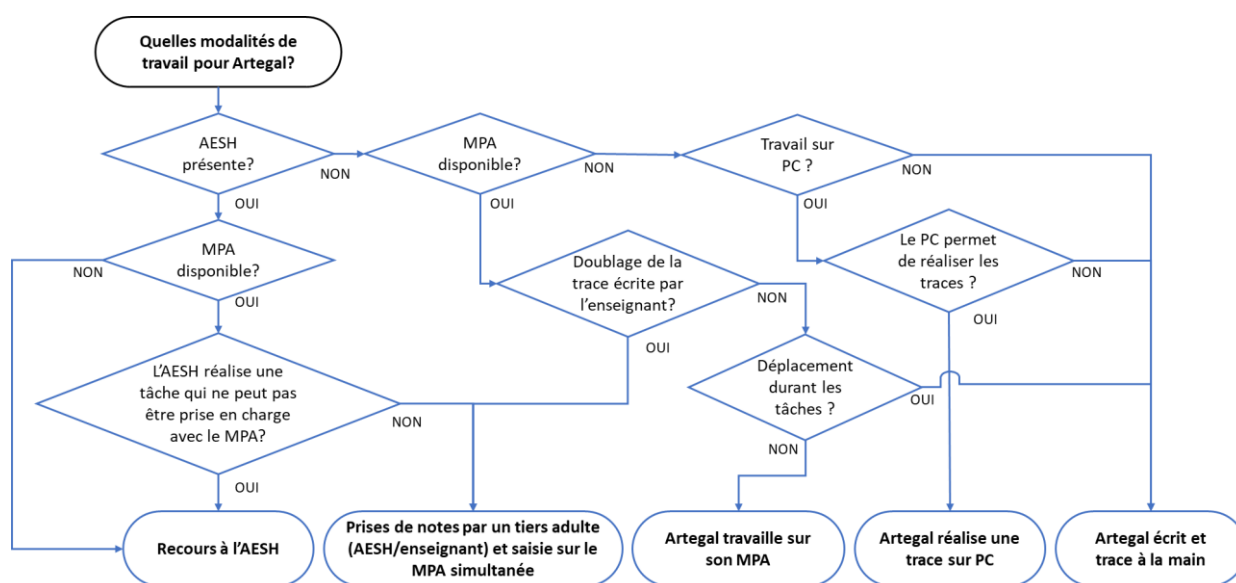 Quelles modalités de
travail pour Artegal?
AESH
présente?
NON
OUI
MPA
disponible?
NON
OUI
Travail sur
PC ?
NON
OUI
MPA
disponible?
NON
OUI
Doublage de la
trace écrite par
l'enseignant?
NON
OUI
Le PC permet
de réaliser les
traces ?
NON
OUI
L'AESH réalise une
tâche qui ne peut pas
être prise en charge
avec le MPA?
NON
OUI
Déplacement
durant les
tâches ?
OUI
NON
Recours à l'AESH
Prises de notes par un tiers adulte
(AESH/enseignant) et saisie sur le
MPA simultanée
Artegal travaille sur
son MPA
Artegal réalise une
trace sur PC
Artegal écrit et
trace à la main